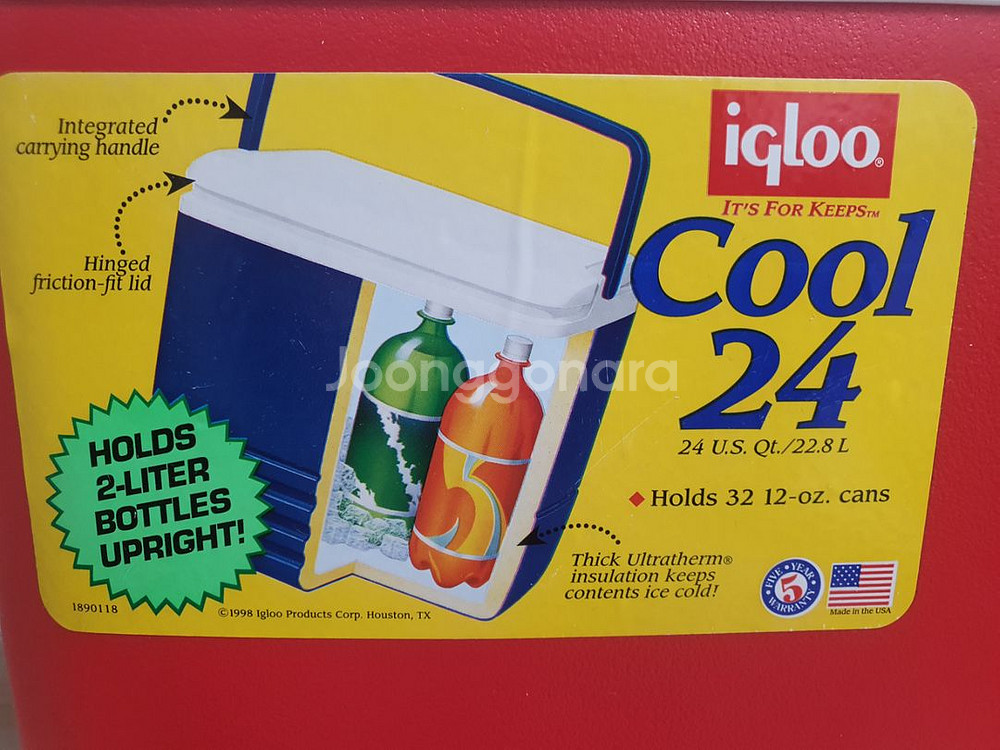 Integrated
carrying handle
Hinged
friction-fit lid
igloo®
IT'S FOR KEEPS™
Cool
24
24 U.S. Qt./22.8 L
◆ Holds 32 12-oz. cans
Joonggonara
HOLDS
2-LITER
BOTTLES
UPRIGHT!
5
Thick Ultratherm®
insulation keeps
contents ice cold!
FIVE • YEAR
5
WARRANTY
Made in the USA
1890118
©1998 Igloo Products Corp. Houston, TX